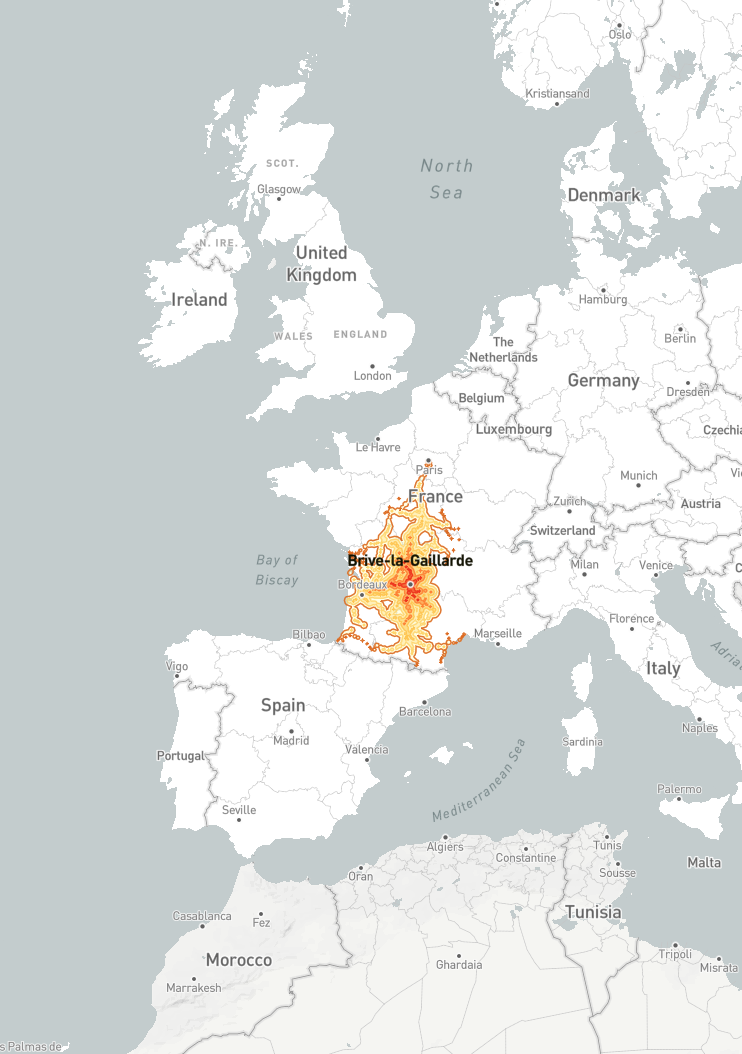 Oslo
Kristiansand
North
Sea
SCOT.
Glasgow
Denmark
N. IRE.
United
Kingdom
Ireland
Hamburg
WALES
ENGLAND
Berlin
The
Netherlands
London
Germany
Dresden
Belgium
Luxembourg
Czechi
Le Havre
Paris
Munich
France
Zurich
Austria
Switzerland
Brive-la-Gaillarde
Bay of
Biscay
Milan
Venice
Bordeaux
Florence
Bilbao
Marseille
Adria
Vigo
Italy
Spain
Barcelona
Naples
Madrid
Sardinia
Valencia
Portugal
Mediterranean Sea
Palermo
Seville
Algiers
Tunis
Constantine
Malta
Oran
Sousse
Casablanca
Fez
Tunisia
Morocco
Ghardaia
Tripoli
Misrata
Marrakesh
s Palmas de